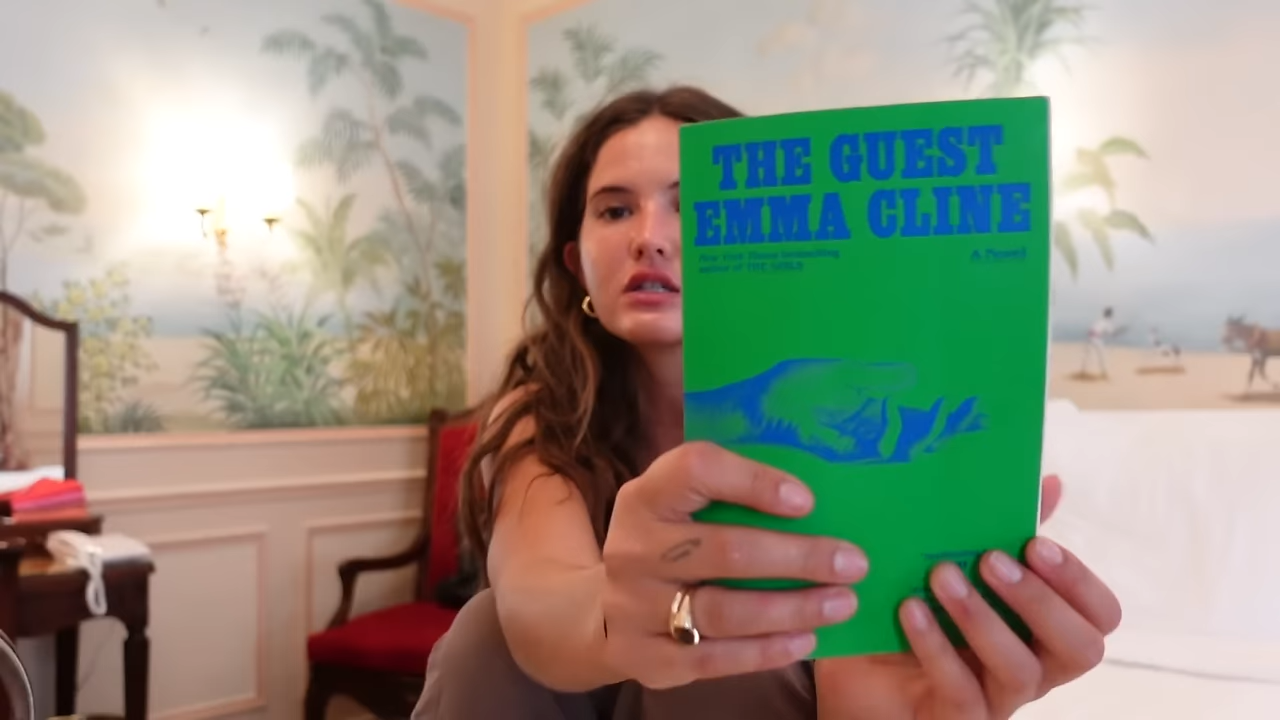 THE GUEST
EMMA CLINE
New York Times bestselling
author of THE GIRLS
A Novel